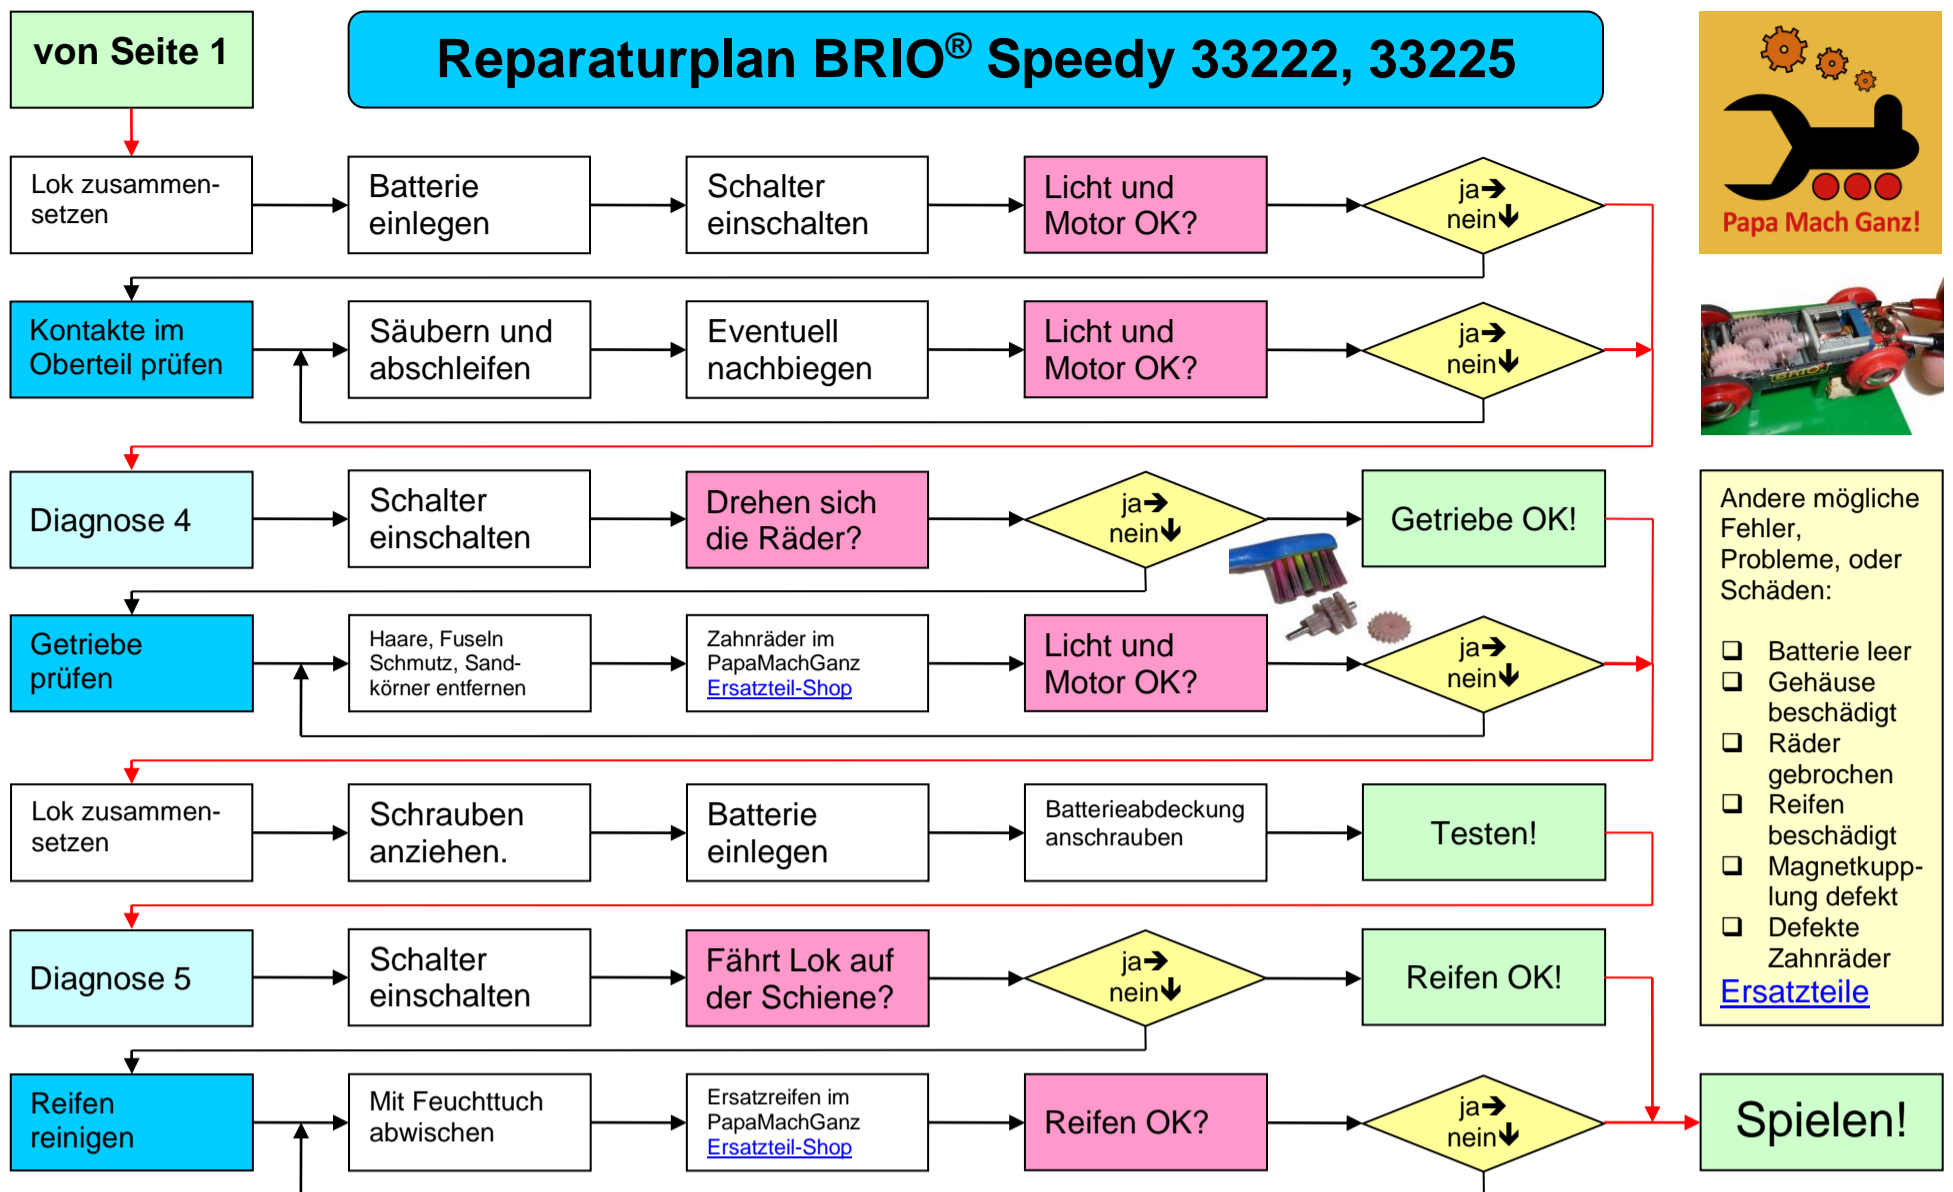 von Seite 1
Reparaturplan BRIO® Speedy 33222, 33225
Papa Mach Ganz!
Lok zusammen-
setzen
Batterie
einlegen
Schalter
einschalten
Licht und
Motor OK?
ja➔
nein🡻
Kontakte im
Oberteil prüfen
Säubern und
abschleifen
Eventuell
nachbiegen
Licht und
Motor OK?
ja➔
nein🡻
BRIO
Diagnose 4
Schalter
einschalten
Drehen sich
die Räder?
ja➔
nein🡻
Getriebe OK!
Getriebe
prüfen
Haare, Fuseln
Schmutz, Sand-
körner entfernen
Zahnräder im
PapaMachGanz
Ersatzteil-Shop
Licht und
Motor OK?
ja➔
nein🡻
Lok zusammen-
setzen
Schrauben
anziehen.
Batterie
einlegen
Batterieabdeckung
anschrauben
Testen!
Diagnose 5
Schalter
einschalten
Fährt Lok auf
der Schiene?
ja➔
nein🡻
Reifen OK!
Andere mögliche
Fehler,
Probleme, oder
Schäden:
❑ Batterie leer
❑ Gehäuse
beschädigt
❑ Räder
gebrochen
❑ Reifen
beschädigt
❑ Magnetkupp-
lung defekt
❑ Defekte
Zahnräder
Ersatzteile
Reifen
reinigen
Mit Feuchttuch
abwischen
Ersatzreifen im
PapaMachGanz
Ersatzteil-Shop
Reifen OK?
ja➔
nein🡻
Spielen!